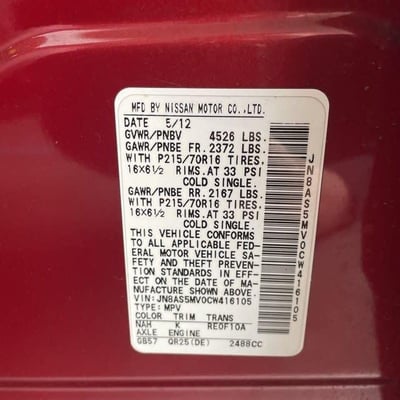 MFD BY NISSAN MOTOR CO.,LTD.
DATE 5/12
GVWR/PNBV 4526 LBS.
GAWR/PNBE FR. 2372 LBS.
WITH P215/70R16 TIRES.
16X6½ RIMS.AT 33 PSI
COLD SINGLE.
GAWR/PNBE RR. 2167 LBS.
WITH P215/70R16 TIRES.
16X6½ RIMS.AT 33 PSI
COLD SINGLE.
THIS VEHICLE CONFORMS
TO ALL APPLICABLE FED-
ERAL MOTOR VEHICLE SA-
FETY AND THEFT PREVEN-
TION STANDARDS IN EFF-
ECT ON THE DATE OF MA-
NUFACTURE SHOWN ABOVE.
VIN: JN8AS5MV0CW416105
TYPE: MPV
COLOR TRIM TRANS
NAH K RE0F10A
AXLE ENGINE
GB57 QR25(DE) 2488CC
JN8AS5MV0CW416105